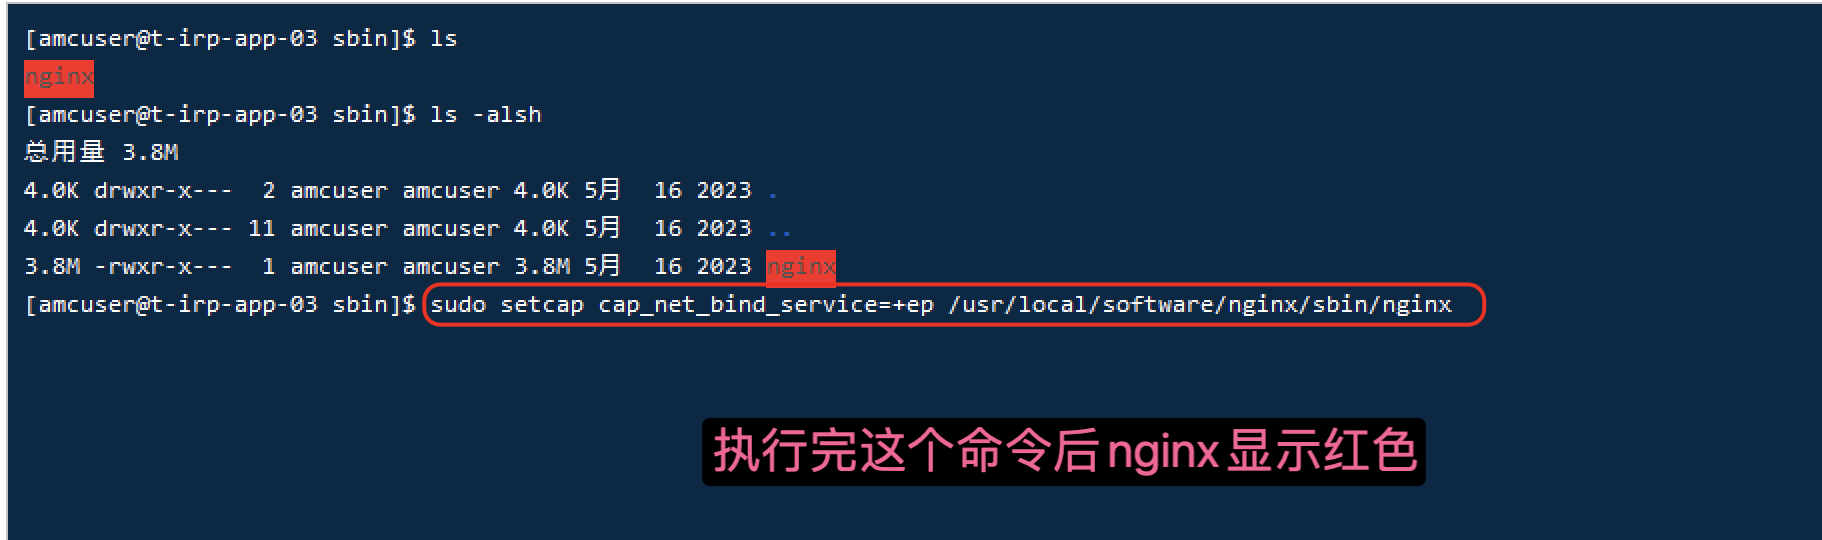 [amcuser@t-irp-app-03 sbin]$ ls
nginx
[amcuser@t-irp-app-03 sbin]$ ls -alsh
总用量 3.8M
4.0K drwxr-x---  2 amcuser amcuser 4.0K 5月  16 2023 .
4.0K drwxr-x--- 11 amcuser amcuser 4.0K 5月  16 2023 ..
3.8M -rwxr-x---  1 amcuser amcuser 3.8M 5月  16 2023 nginx
[amcuser@t-irp-app-03 sbin]$ sudo setcap cap_net_bind_service=+ep /usr/local/software/nginx/sbin/nginx
执行完这个命令后nginx显示红色